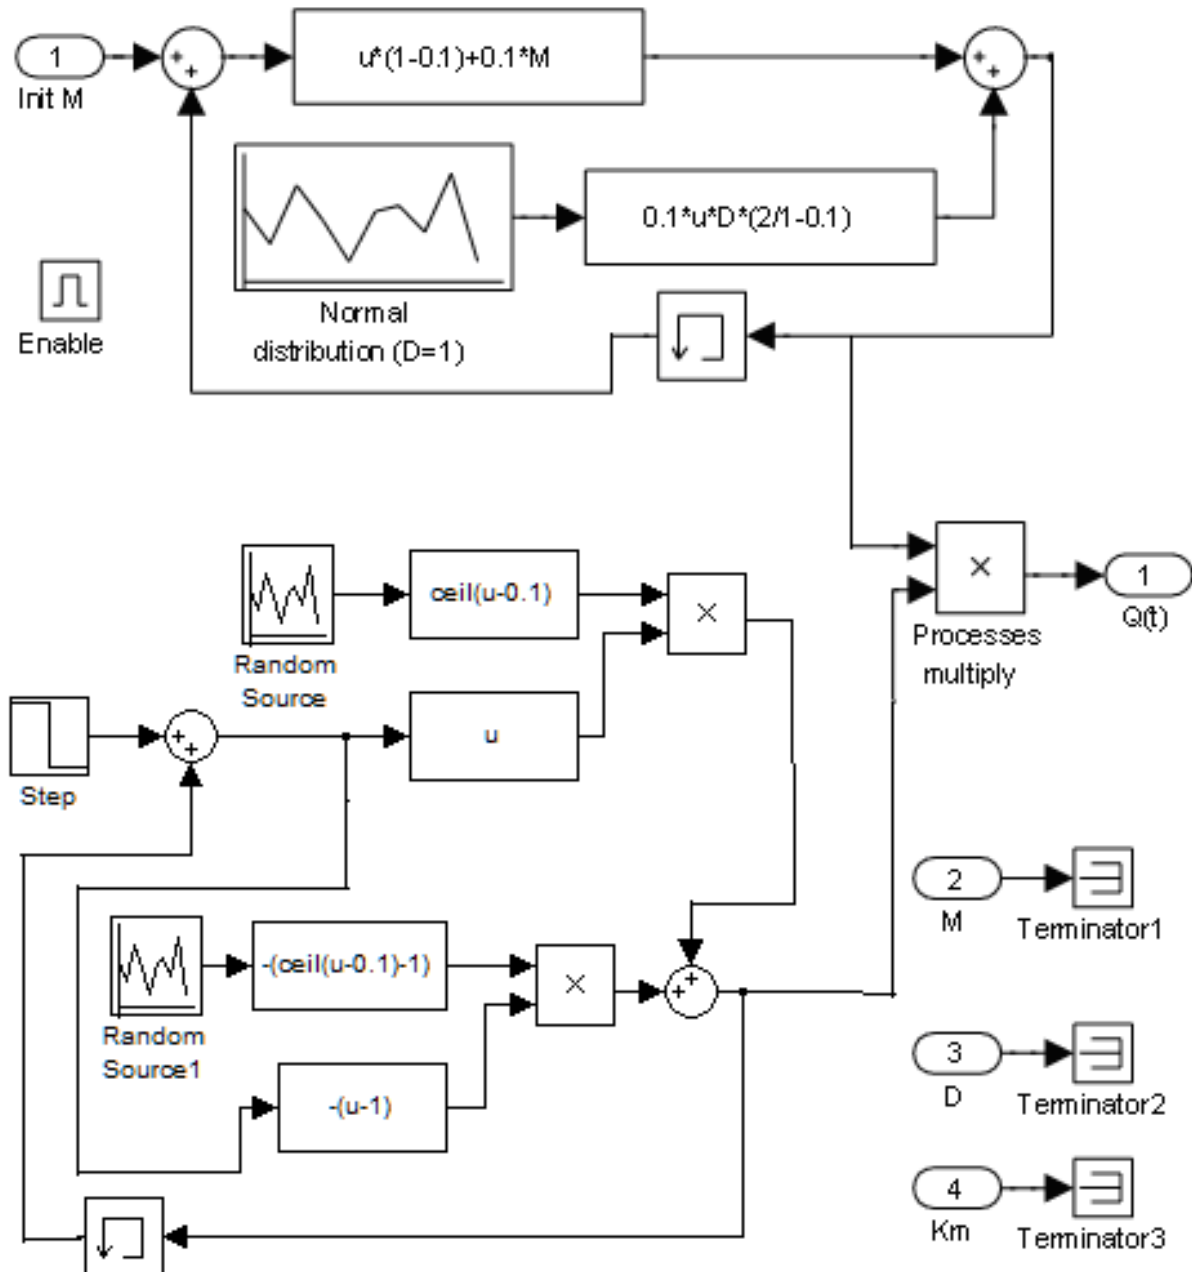 1
Init M
u*(1-0.1)+0.1*M
0.1*u*D*(2/1-0.1)
Normal
distribution (D=1)
Enable
Random
Source
ceil(u-0.1)
×
Processes
multiply
×
1
Q(t)
u
Step
2
M
Terminator1
Random
Source1
-(ceil(u-0.1)-1)
×
-(u-1)
3
D
Terminator2
4
Km
Terminator3